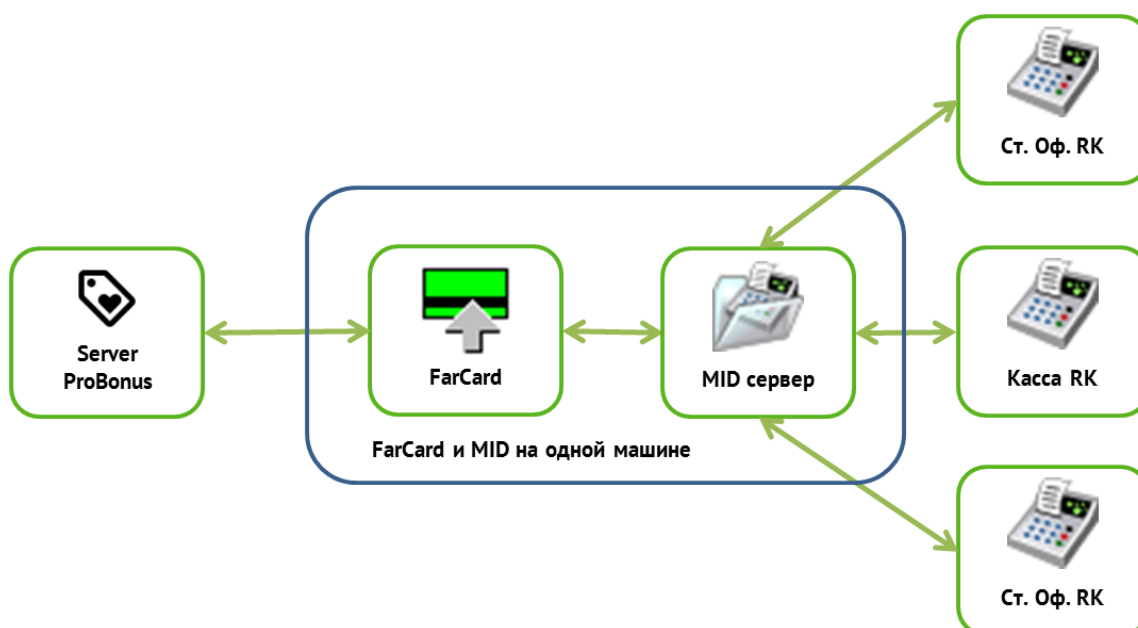 Ст. Оф. RK
Server
ProBonus
FarCard
MID сервер
Касса RK
FarCard и MID на одной машине
Ст. Оф. RK